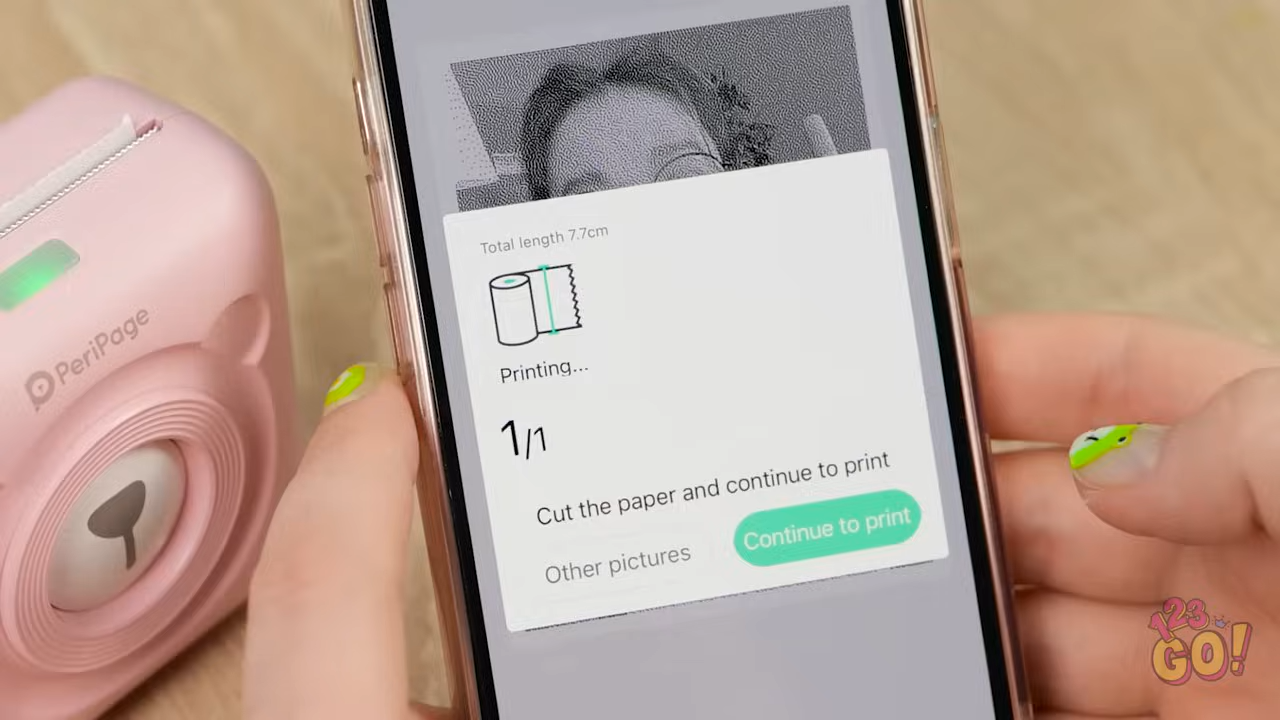 PeriPage
Total length 7.7cm
Printing...
1/1
Cut the paper and continue to print
Other pictures
Continue to print
123
GO!